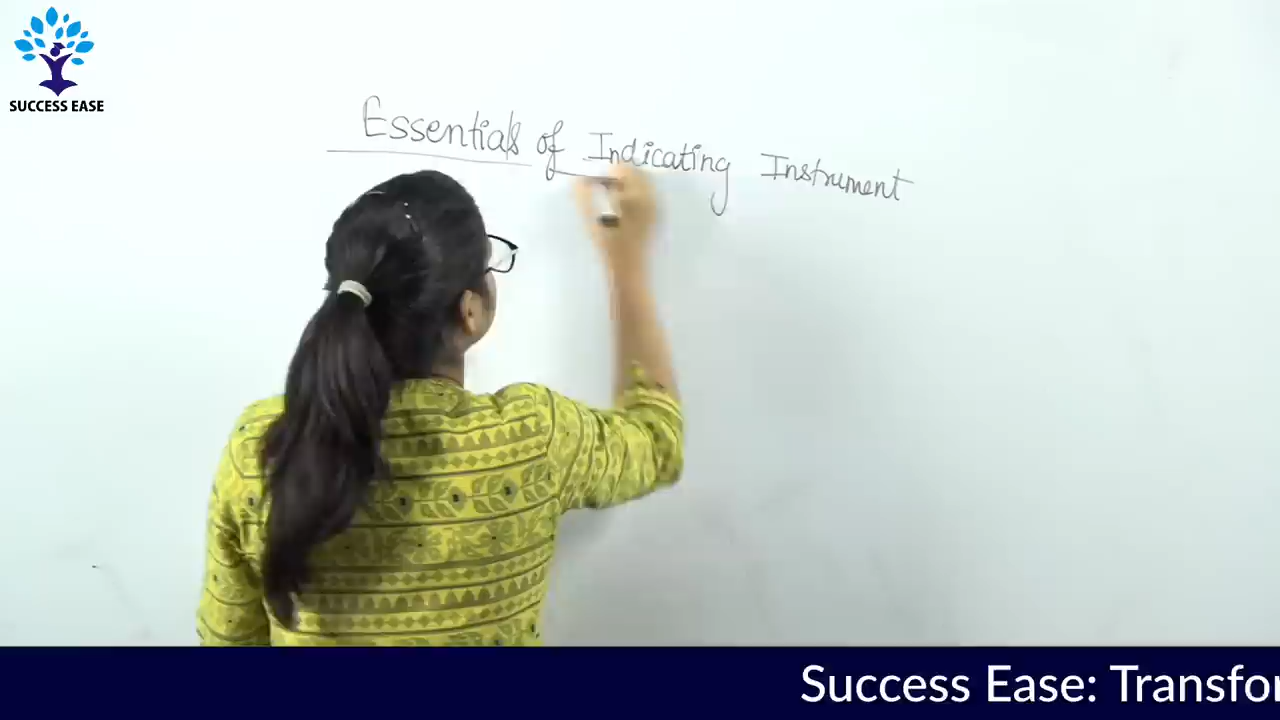 SUCCESS EASE
Essentials of Indicating Instrument
Success Ease: Transfor